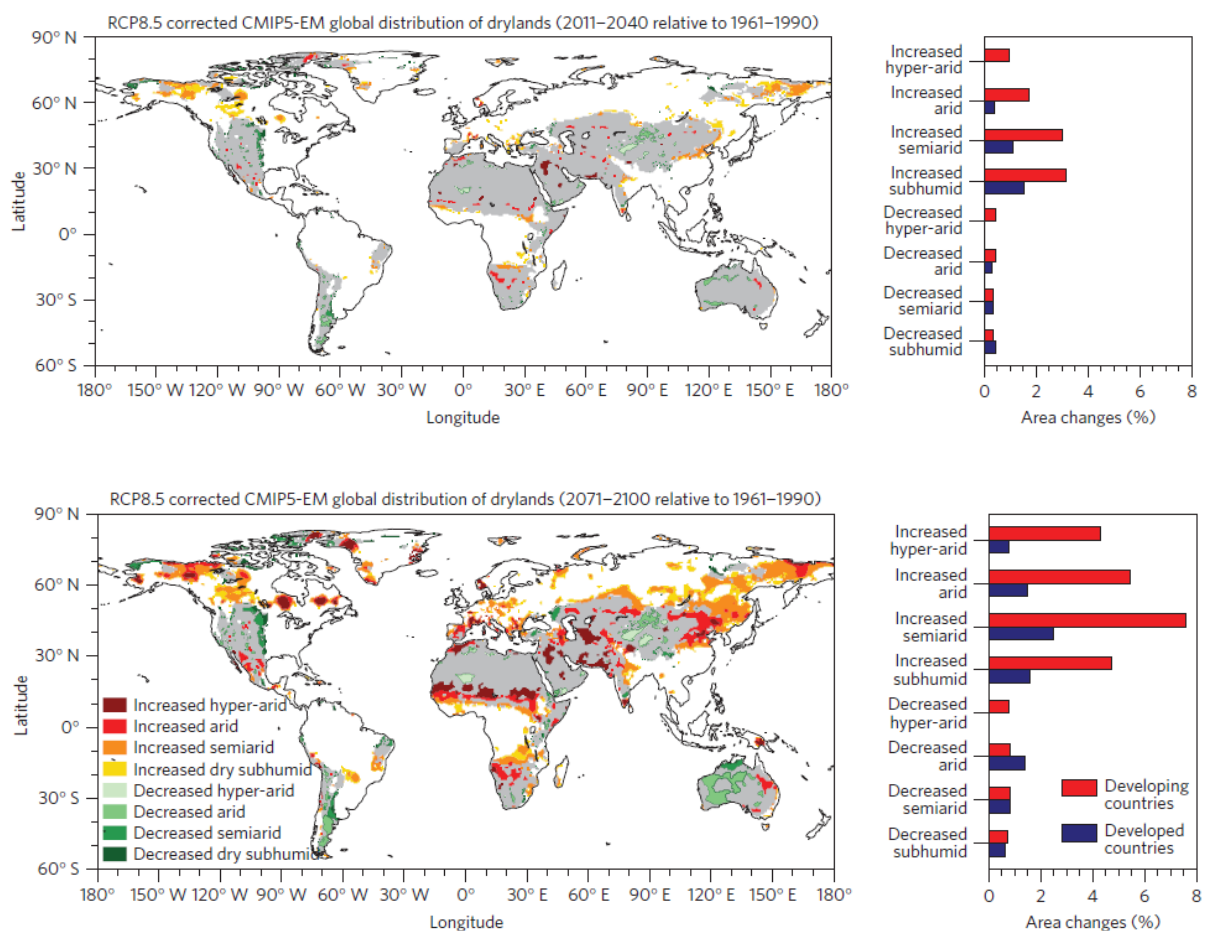 RCP8.5 corrected CMIP5-EM global distribution of drylands (2011–2040 relative to 1961–1990)
90° N
60° N
30° N
0°
30° S
60° S
Latitude
180° 150° W 120° W 90° W 60° W 30° W 0° 30° E 60° E 90° E 120° E 150° E 180°
Longitude
Increased
hyper-arid
Increased
arid
Increased
semiarid
Increased
subhumid
Decreased
hyper-arid
Decreased
arid
Decreased
semiarid
Decreased
subhumid
0 2 4 6 8
Area changes (%)
RCP8.5 corrected CMIP5-EM global distribution of drylands (2071–2100 relative to 1961–1990)
90° N
60° N
30° N
0°
30° S
60° S
Latitude
Increased hyper-arid
Increased arid
Increased semiarid
Increased dry subhumid
Decreased hyper-arid
Decreased arid
Decreased semiarid
Decreased dry subhumid
180° 150° W 120° W 90° W 60° W 30° W 0° 30° E 60° E 90° E 120° E 150° E 180°
Longitude
Increased
hyper-arid
Increased
arid
Increased
semiarid
Increased
subhumid
Decreased
hyper-arid
Decreased
arid
Decreased
semiarid
Decreased
subhumid
Developing
countries
Developed
countries
0 2 4 6 8
Area changes (%)